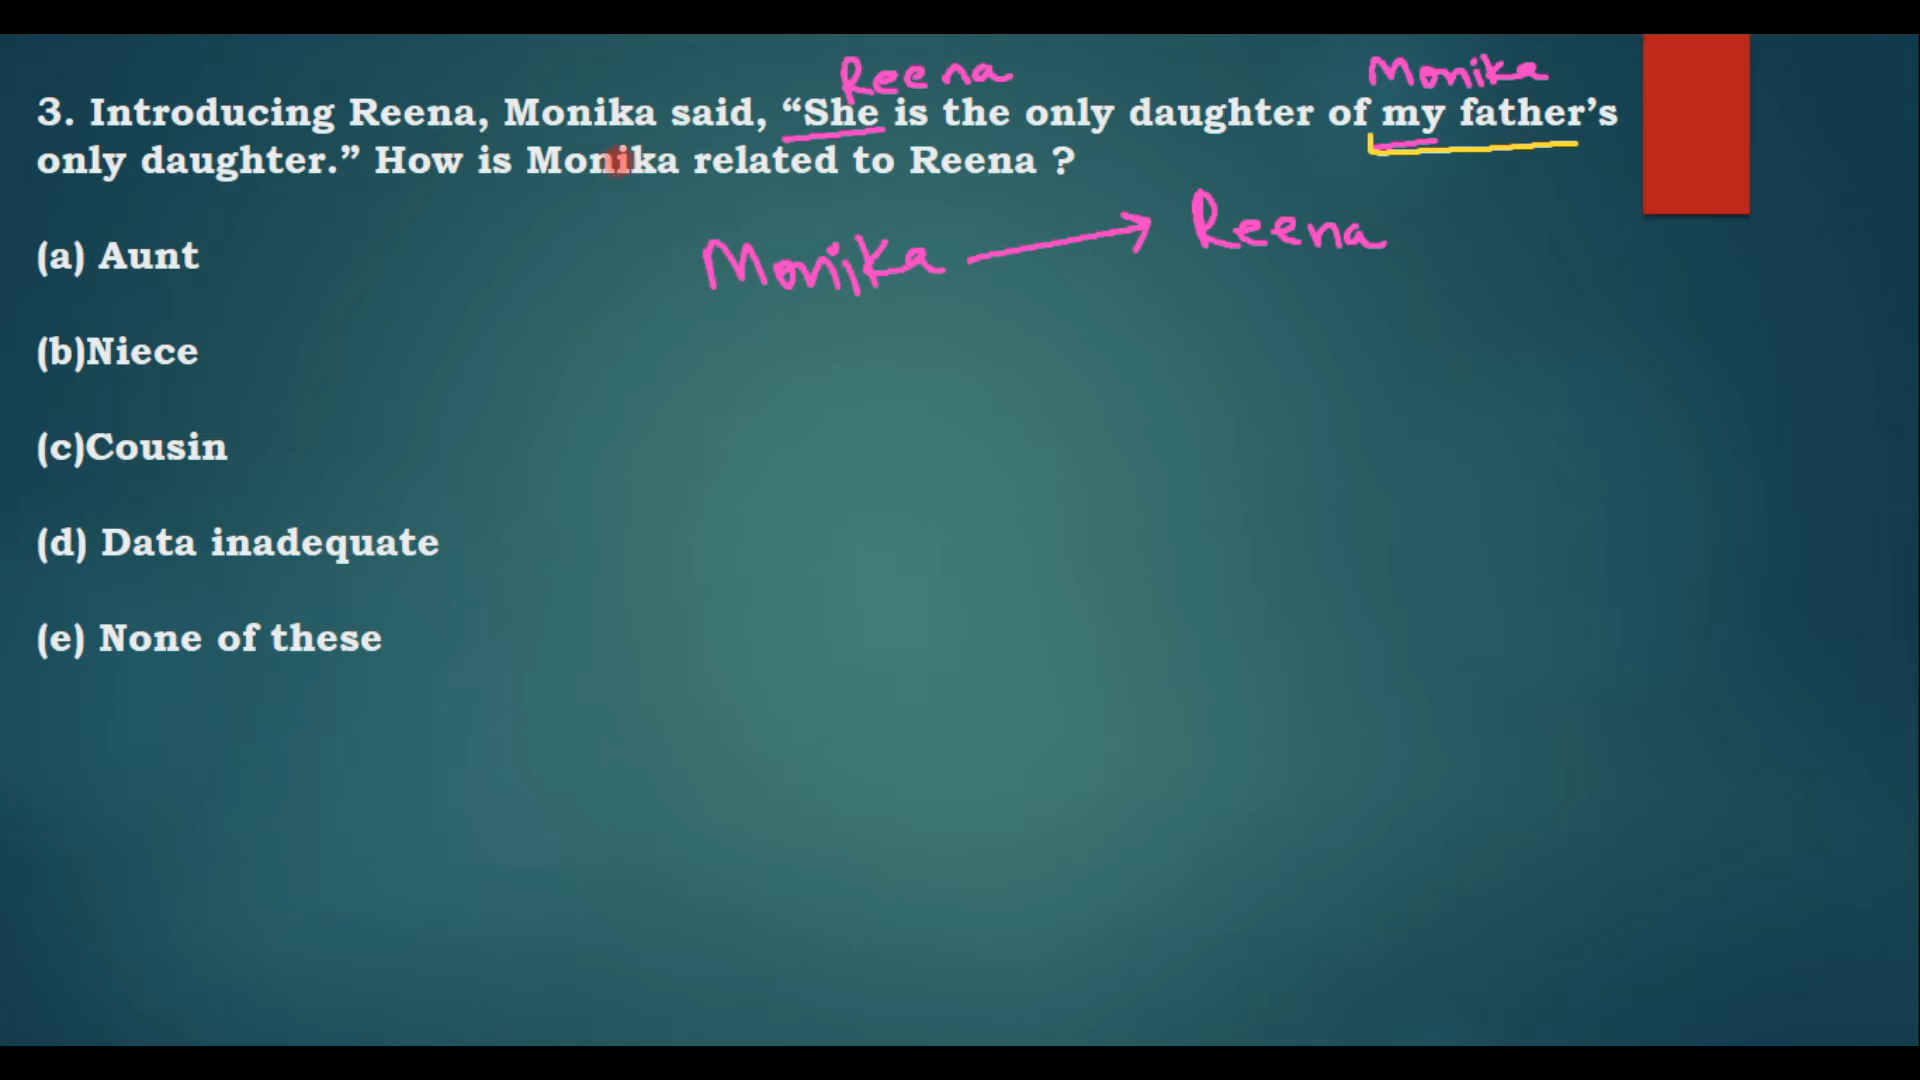 Reena Monika
3. Introducing Reena, Monika said, “She is the only daughter of my father’s
only daughter.” How is Monika related to Reena ?
Monika → Reena
(a) Aunt
(b)Niece
(c)Cousin
(d) Data inadequate
(e) None of these